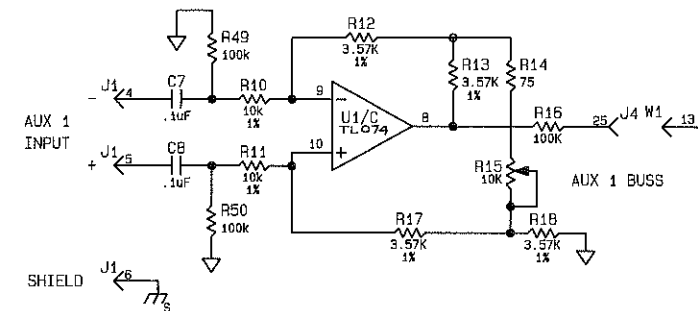 R49
100k
R12
3.57K
1%
R13
3.57K
1%
R14
75
- J1 4
C7
.1uF
R10
10k
1%
9
-
U1/C
TL074
8
R16
100K
25 J4 W1 13
AUX 1
INPUT
+ J1 5
C8
.1uF
R11
10k
1%
10
+
R15
10K
AUX 1 BUSS
R50
100k
R17
3.57K
1%
R18
3.57K
1%
SHIELD
J1 6
S